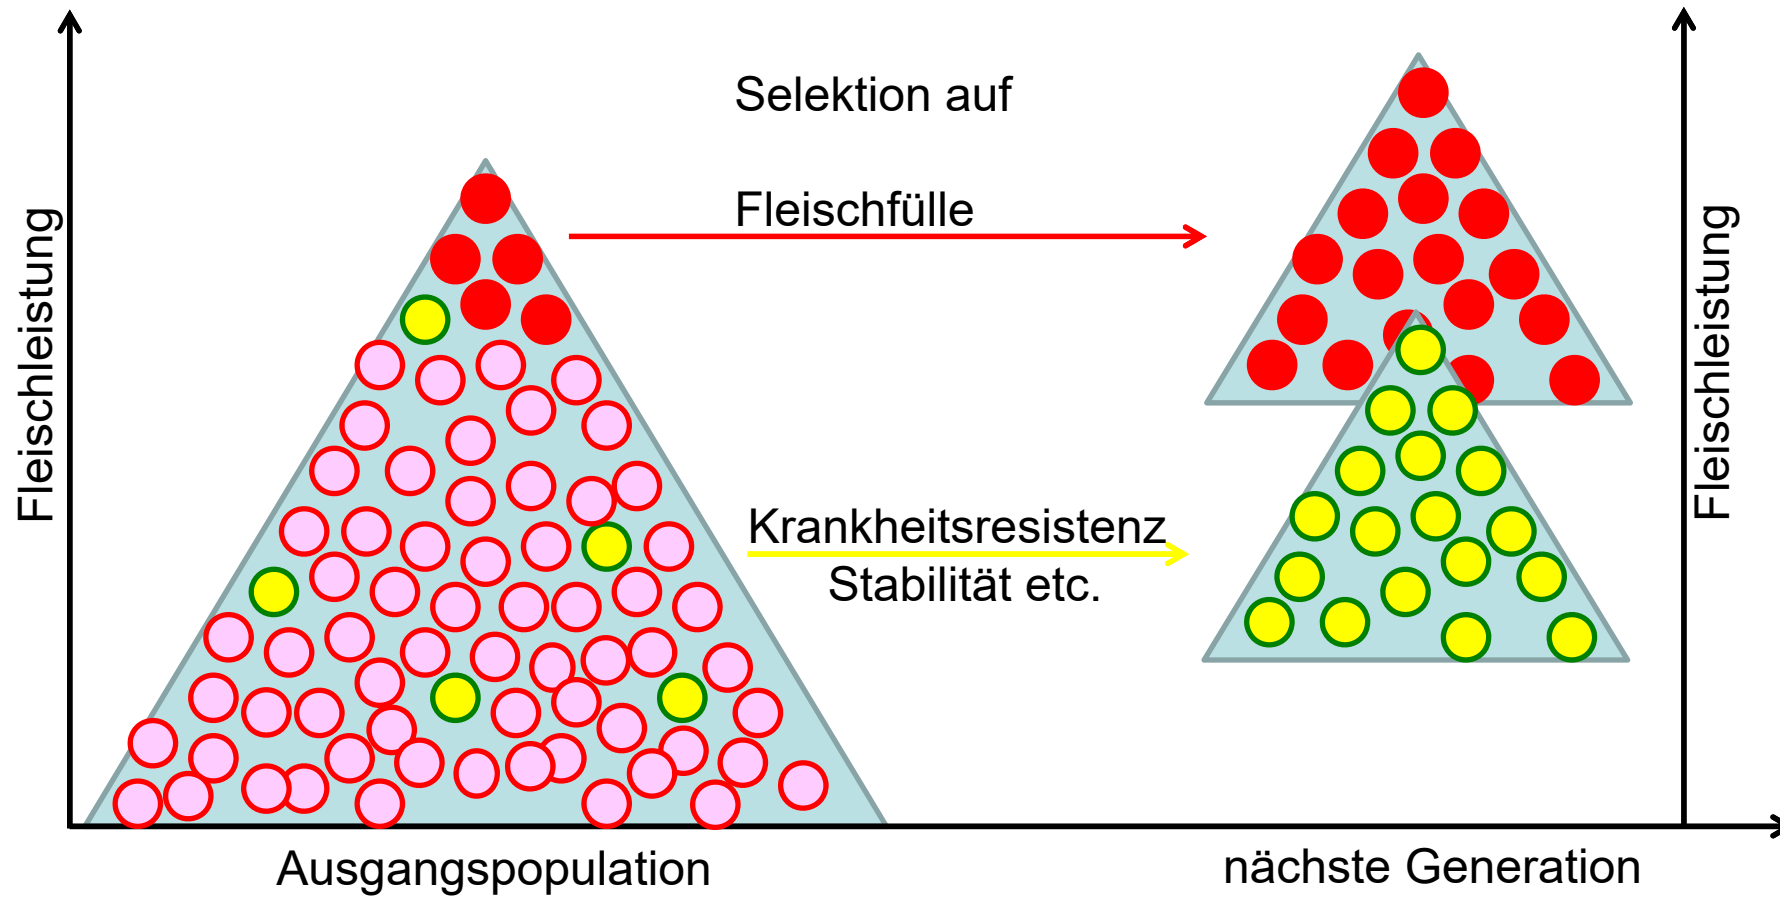 Selektion auf
Fleischfülle
Fleischleistung
Fleischleistung
Krankheitsresistenz
Stabilität etc.
Ausgangspopulation
nächste Generation